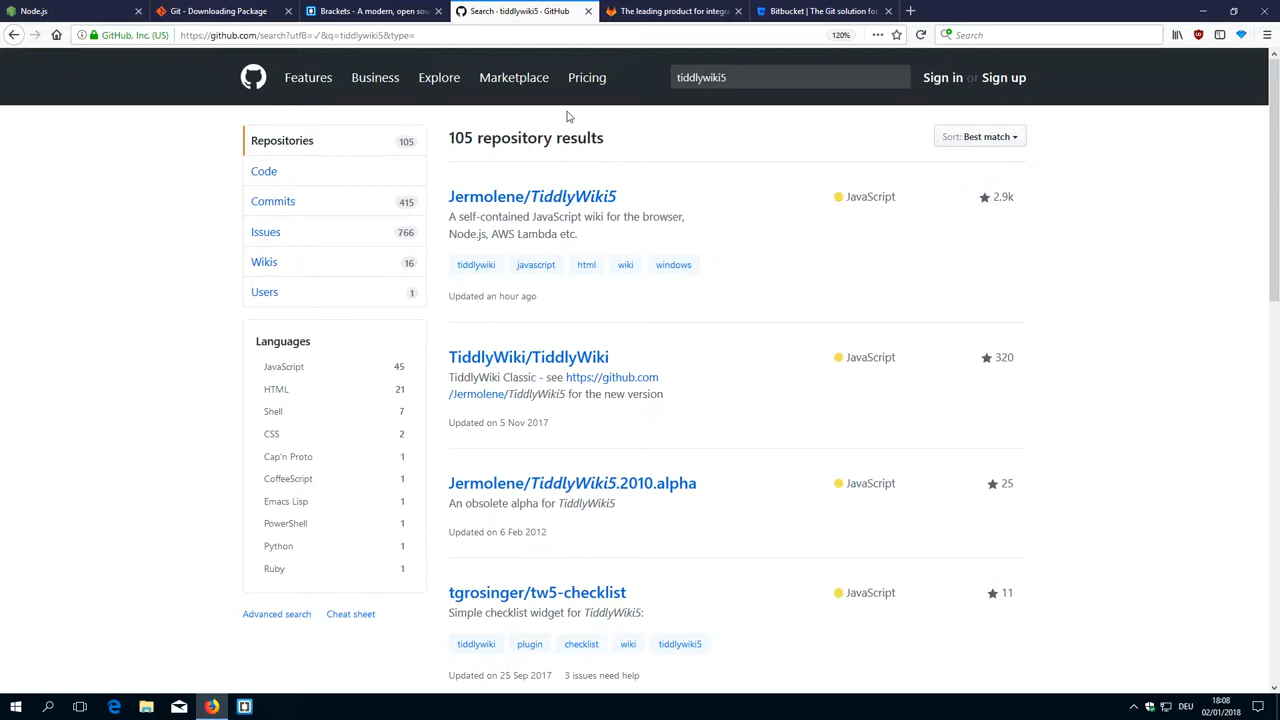 Node.js
Git - Downloading Package
Brackets - A modern, open sou
Search · tiddlywiki5 · GitHub
The leading product for integra
Bitbucket | The Git solution for
GitHub, Inc. (US)
https://github.com/search?utf8=✓&q=tiddlywiki5&type=
120%
Search
Features
Business
Explore
Marketplace
Pricing
tiddlywiki5
Sign in or Sign up
Repositories 105
Code
Commits 415
Issues 766
Wikis 16
Users 1
Languages
JavaScript 45
HTML 21
Shell 7
CSS 2
Cap'n Proto 1
CoffeeScript 1
Emacs Lisp 1
PowerShell 1
Python 1
Ruby 1
Advanced search Cheat sheet
105 repository results
Sort: Best match
Jermolene/TiddlyWiki5
JavaScript
2.9k
A self-contained JavaScript wiki for the browser,
Node.js, AWS Lambda etc.
tiddlywiki javascript html wiki windows
Updated an hour ago
TiddlyWiki/TiddlyWiki
JavaScript
320
TiddlyWiki Classic - see https://github.com
/Jermolene/TiddlyWiki5 for the new version
Updated on 5 Nov 2017
Jermolene/TiddlyWiki5.2010.alpha
JavaScript
25
An obsolete alpha for TiddlyWiki5
Updated on 6 Feb 2012
tgrosinger/tw5-checklist
JavaScript
11
Simple checklist widget for TiddlyWiki5:
tiddlywiki plugin checklist wiki tiddlywiki5
Updated on 25 Sep 2017 3 issues need help
DEU
18:08
02/01/2018